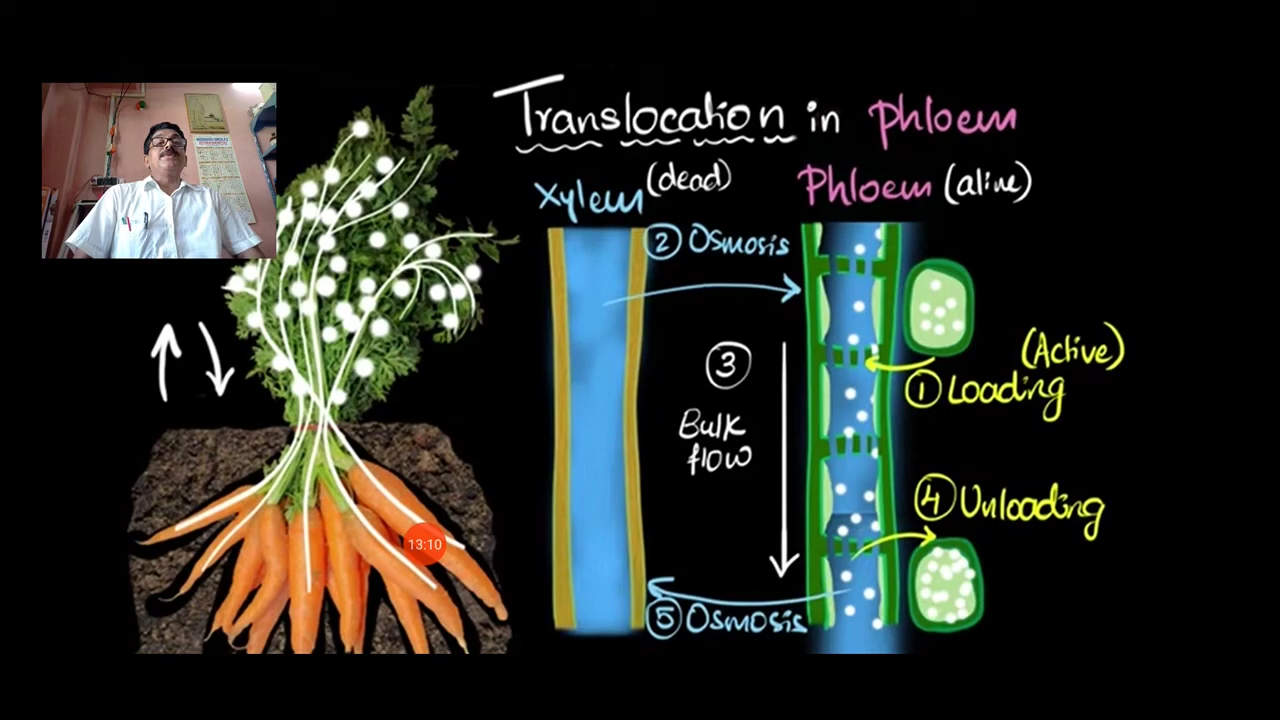 Translocation in Phloem
Xylem (dead)
Phloem (alive)
② Osmosis
(Active)
① Loading
③
Bulk
flow
④ Unloading
13:10
⑤ Osmosis